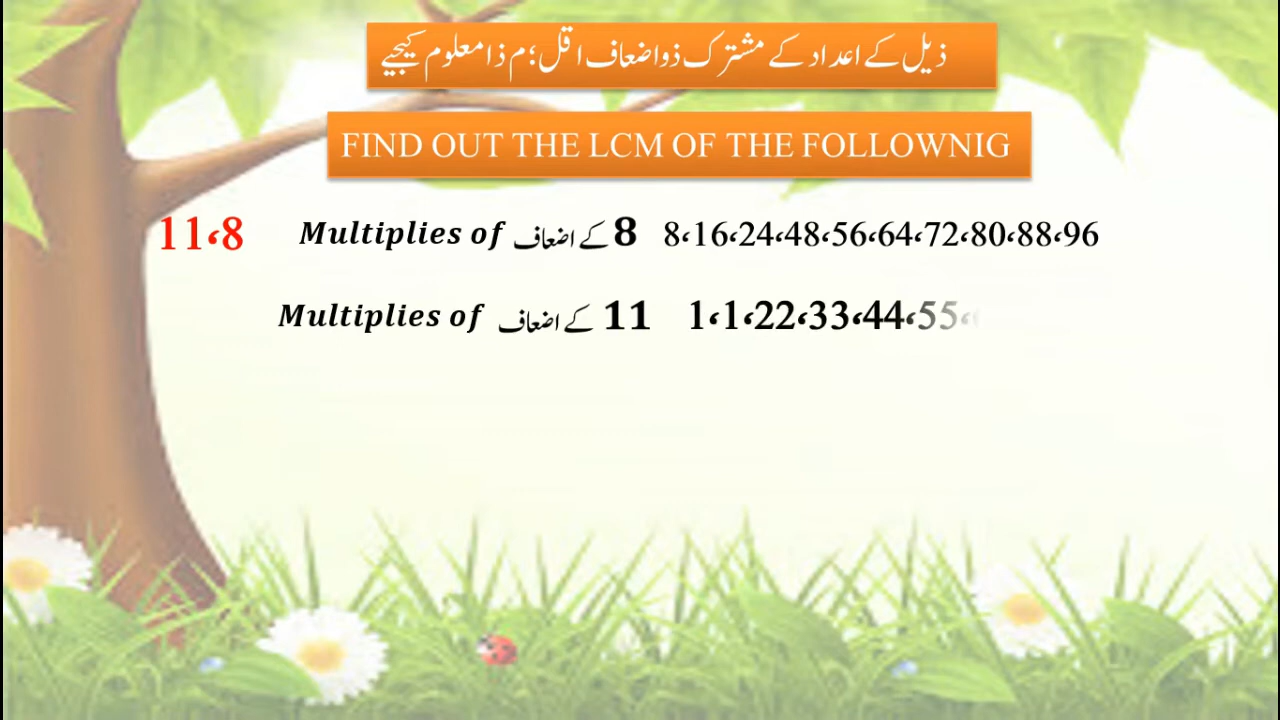 ذیل کے اعداد کے مشترک ذواضعاف اقل؛م ذا معلوم کیجیے
FIND OUT THE LCM OF THE FOLLOWNIG
11،8 Multiplies of کے اضعاف 8 8،16،24،48،56،64،72،80،88،96
Multiplies of کے اضعاف 11 1،1،22،33،44،55،